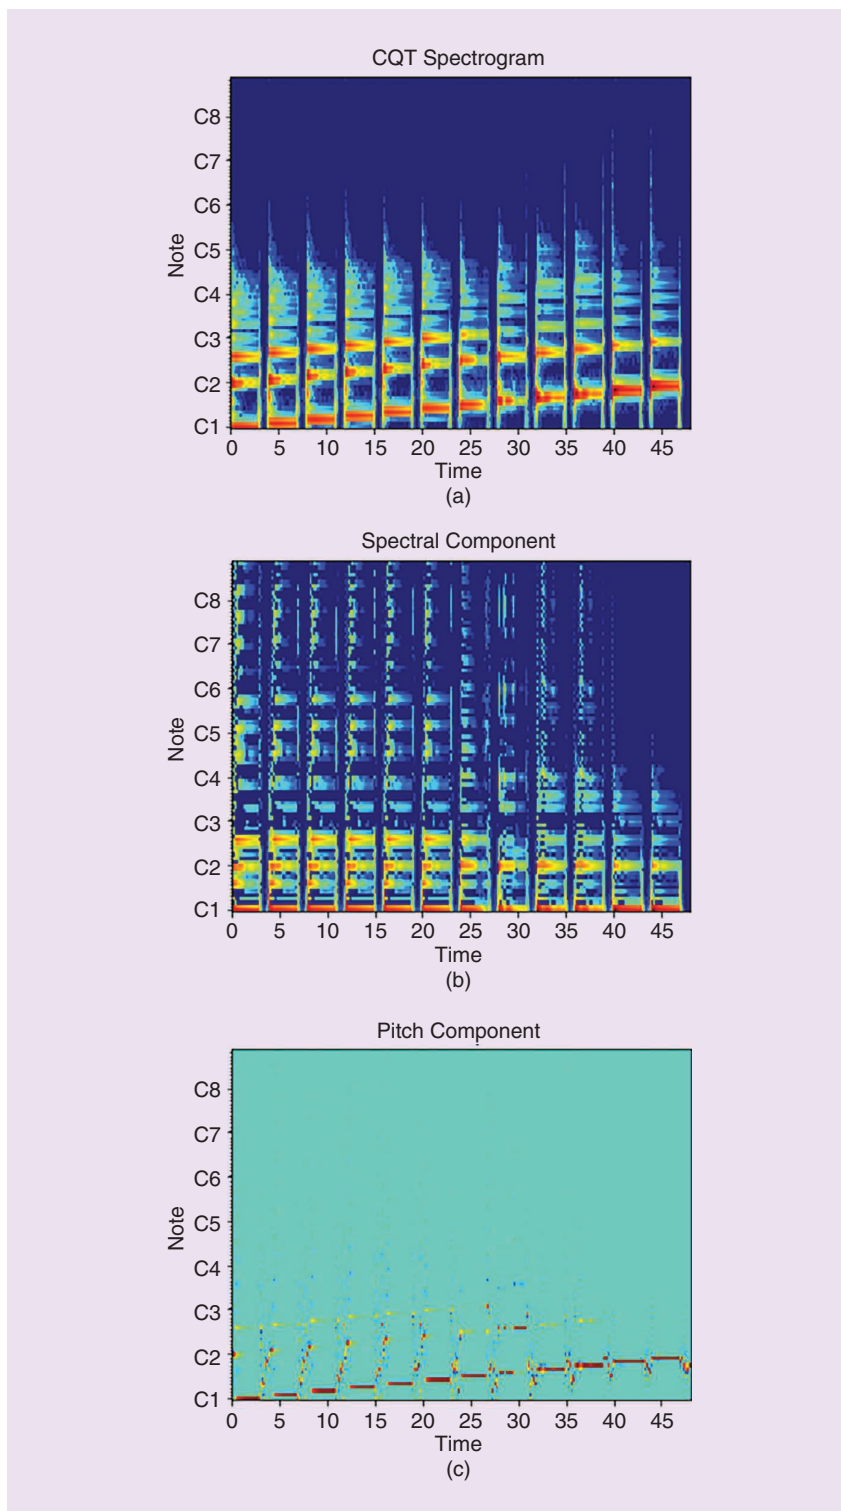 CQT Spectrogram
Note
C8
C7
C6
C5
C4
C3
C2
C1
0 5 10 15 20 25 30 35 40 45
Time
(a)
Spectral Component
Note
C8
C7
C6
C5
C4
C3
C2
C1
0 5 10 15 20 25 30 35 40 45
Time
(b)
Pitch Component
Note
C8
C7
C6
C5
C4
C3
C2
C1
0 5 10 15 20 25 30 35 40 45
Time
(c)